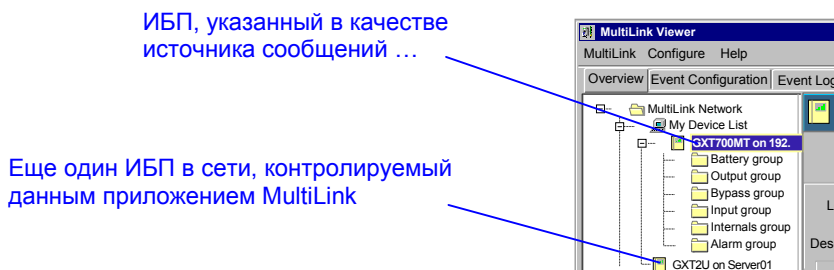 ИБП, указанный в качестве
источника сообщений …
Еще один ИБП в сети, контролируемый
данным приложением MultiLink
MultiLink Viewer
MultiLink Configure Help
Overview Event Configuration Event Log
MultiLink Network
My Device List
GXT700MT on 192.
Battery group
Output group
Bypass group
Input group
Internals group
Alarm group
GXT2U on Server01
L
Des